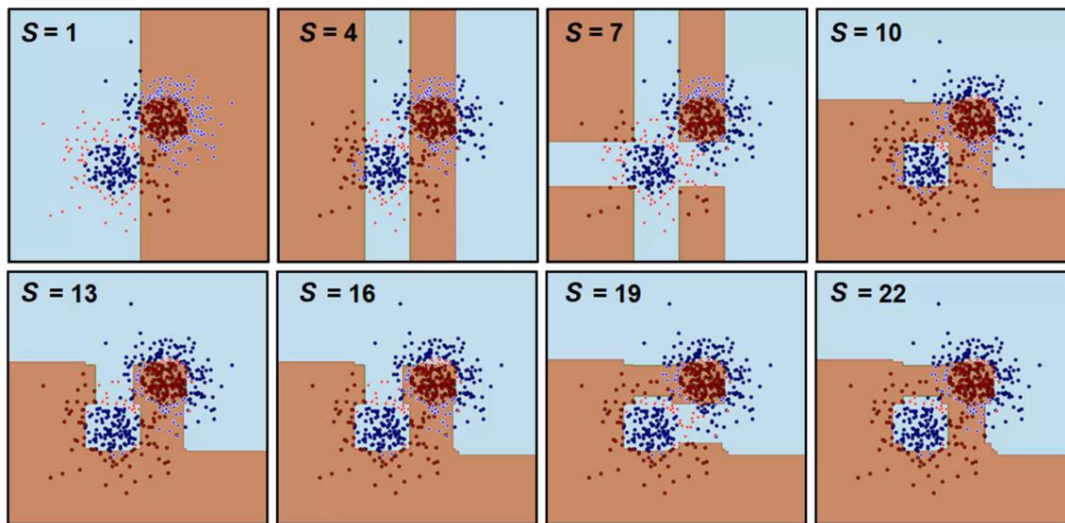 S = 1
S = 4
S = 7
S = 10
S = 13
S = 16
S = 19
S = 22